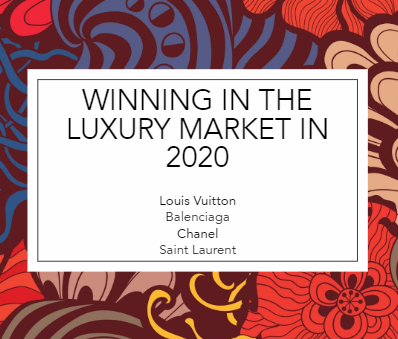 WINNING IN THE
LUXURY MARKET IN
2020
Louis Vuitton
Balenciaga
Chanel
Saint Laurent